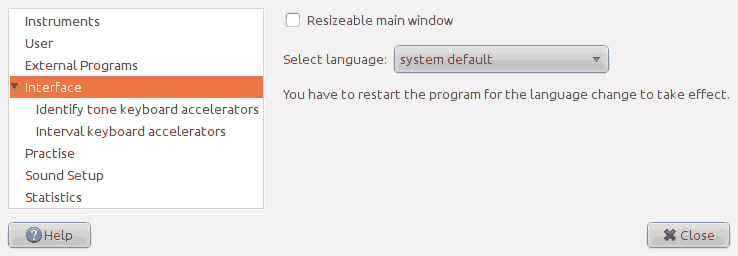 Instruments
User
External Programs
Interface
Identify tone keyboard accelerators
Interval keyboard accelerators
Practise
Sound Setup
Statistics
Resizeable main window
Select language: system default
You have to restart the program for the language change to take effect.
Help
Close